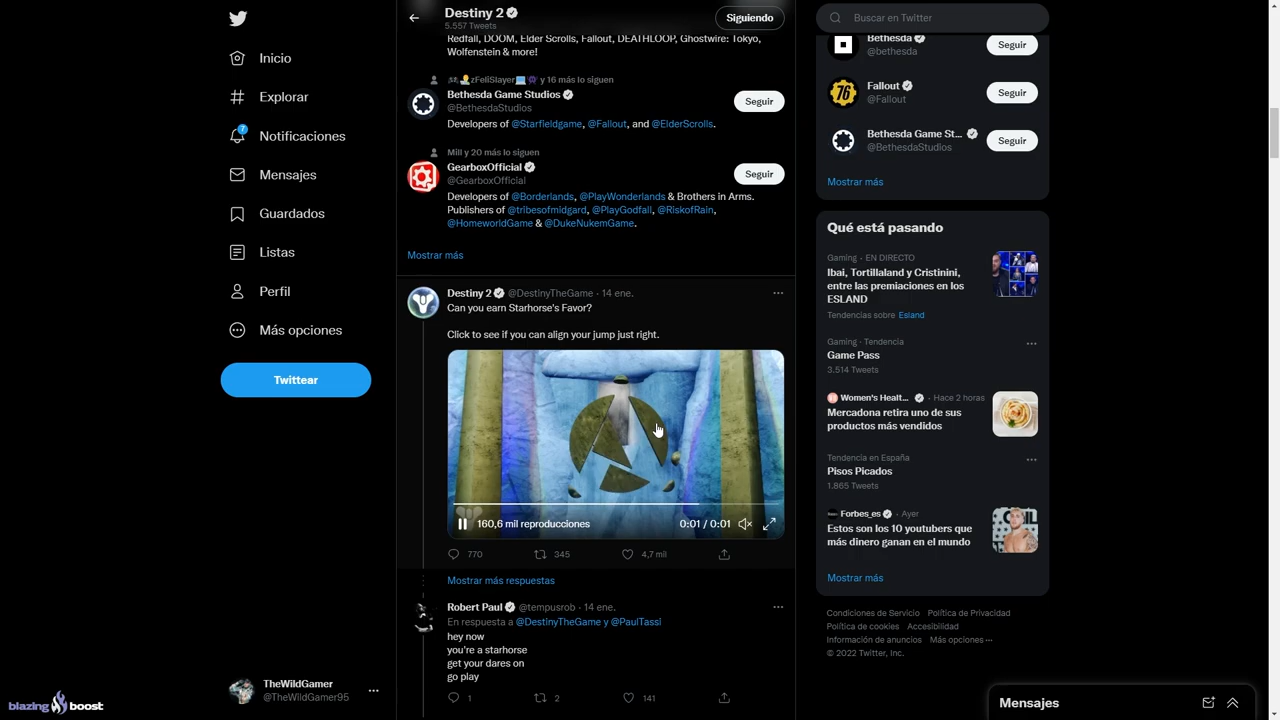 Inicio
Explorar
7
Notificaciones
Mensajes
Guardados
Listas
Perfil
Más opciones
Twittear
TheWildGamer
@TheWildGamer95
blazing boost
Destiny 2
5.557 Tweets
Siguiendo
Redfall, DOOM, Elder Scrolls, Fallout, DEATHLOOP, Ghostwire: Tokyo,
Wolfenstein & more!
zFeliSlayer y 16 más lo siguen
Bethesda Game Studios
@BethesdaStudios
Seguir
Developers of @Starfieldgame, @Fallout, and @ElderScrolls.
Mill y 20 más lo siguen
GearboxOfficial
@GearboxOfficial
Seguir
Developers of @Borderlands, @PlayWonderlands & Brothers in Arms.
Publishers of @tribesofmidgard, @PlayGodfall, @RiskofRain,
@HomeworldGame & @DukeNukemGame.
Mostrar más
Destiny 2 @DestinyTheGame · 14 ene.
Can you earn Starhorse's Favor?
Click to see if you can align your jump just right.
160,6 mil reproducciones
0:01 / 0:01
770 345 4,7 mil
Mostrar más respuestas
Robert Paul @tempusrob · 14 ene.
En respuesta a @DestinyTheGame y @PaulTassi
hey now
you're a starhorse
get your dares on
go play
1 2 141
Buscar en Twitter
Bethesda
@bethesda
Seguir
76
Fallout
@Fallout
Seguir
Bethesda Game St...
@BethesdaStudios
Seguir
Mostrar más
Qué está pasando
Gaming · EN DIRECTO
Ibai, Tortillaland y Cristinini,
entre las premiaciones en los
ESLAND
Tendencias sobre Esland
Gaming · Tendencia
Game Pass
3.514 Tweets
Women's Healt... · Hace 2 horas
Mercadona retira uno de sus
productos más vendidos
Tendencia en España
Pisos Picados
1.865 Tweets
Forbes_es · Ayer
Estos son los 10 youtubers que
más dinero ganan en el mundo
Mostrar más
Condiciones de Servicio Política de Privacidad
Política de cookies Accesibilidad
Información de anuncios Más opciones ···
© 2022 Twitter, Inc.
Mensajes